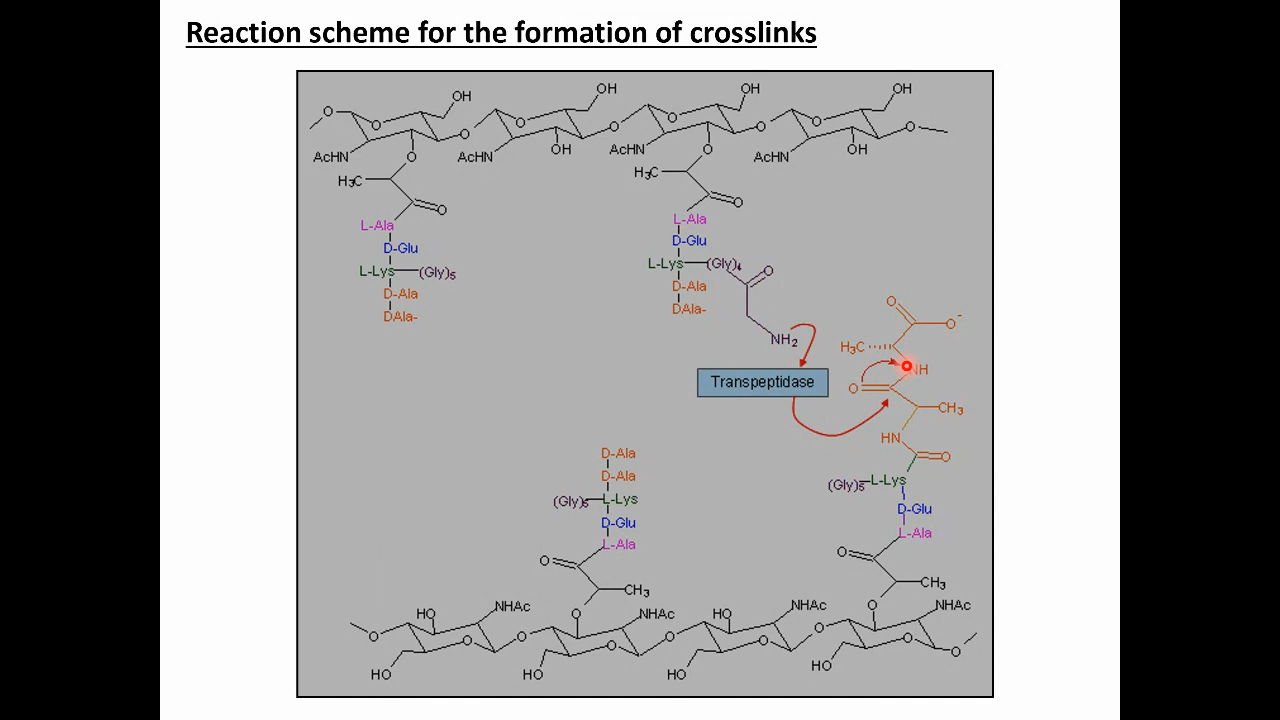 Reaction scheme for the formation of crosslinks
O O OH O O OH O O OH O O OH O
AcHN O AcHN OH AcHN O AcHN OH
H₃C O H₃C O
L-Ala L-Ala
D-Glu D-Glu
L-Lys (Gly)₅ L-Lys (Gly)₄ O
D-Ala D-Ala
DAla- DAla-
O O⁻
NH₂ H₃C
NH
Transpeptidase O
CH₃
HN
D-Ala O
D-Ala (Gly)₅ L-Lys
(Gly)₅ L-Lys
D-Glu D-Glu
L-Ala L-Ala
O O
CH₃ CH₃
HO NHAc O NHAc HO NHAc O NHAc
O O O O O O O O O
HO HO HO HO